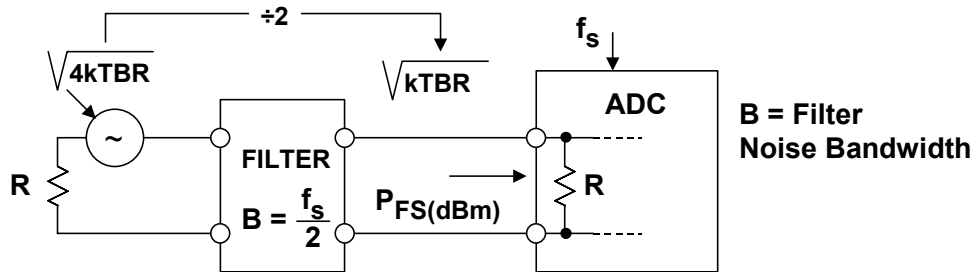 ÷2
√4kTBR
√kTBR
f_s
ADC
B = Filter
Noise Bandwidth
~
R
FILTER
B = f_s/2
P_FS(dBm)
R